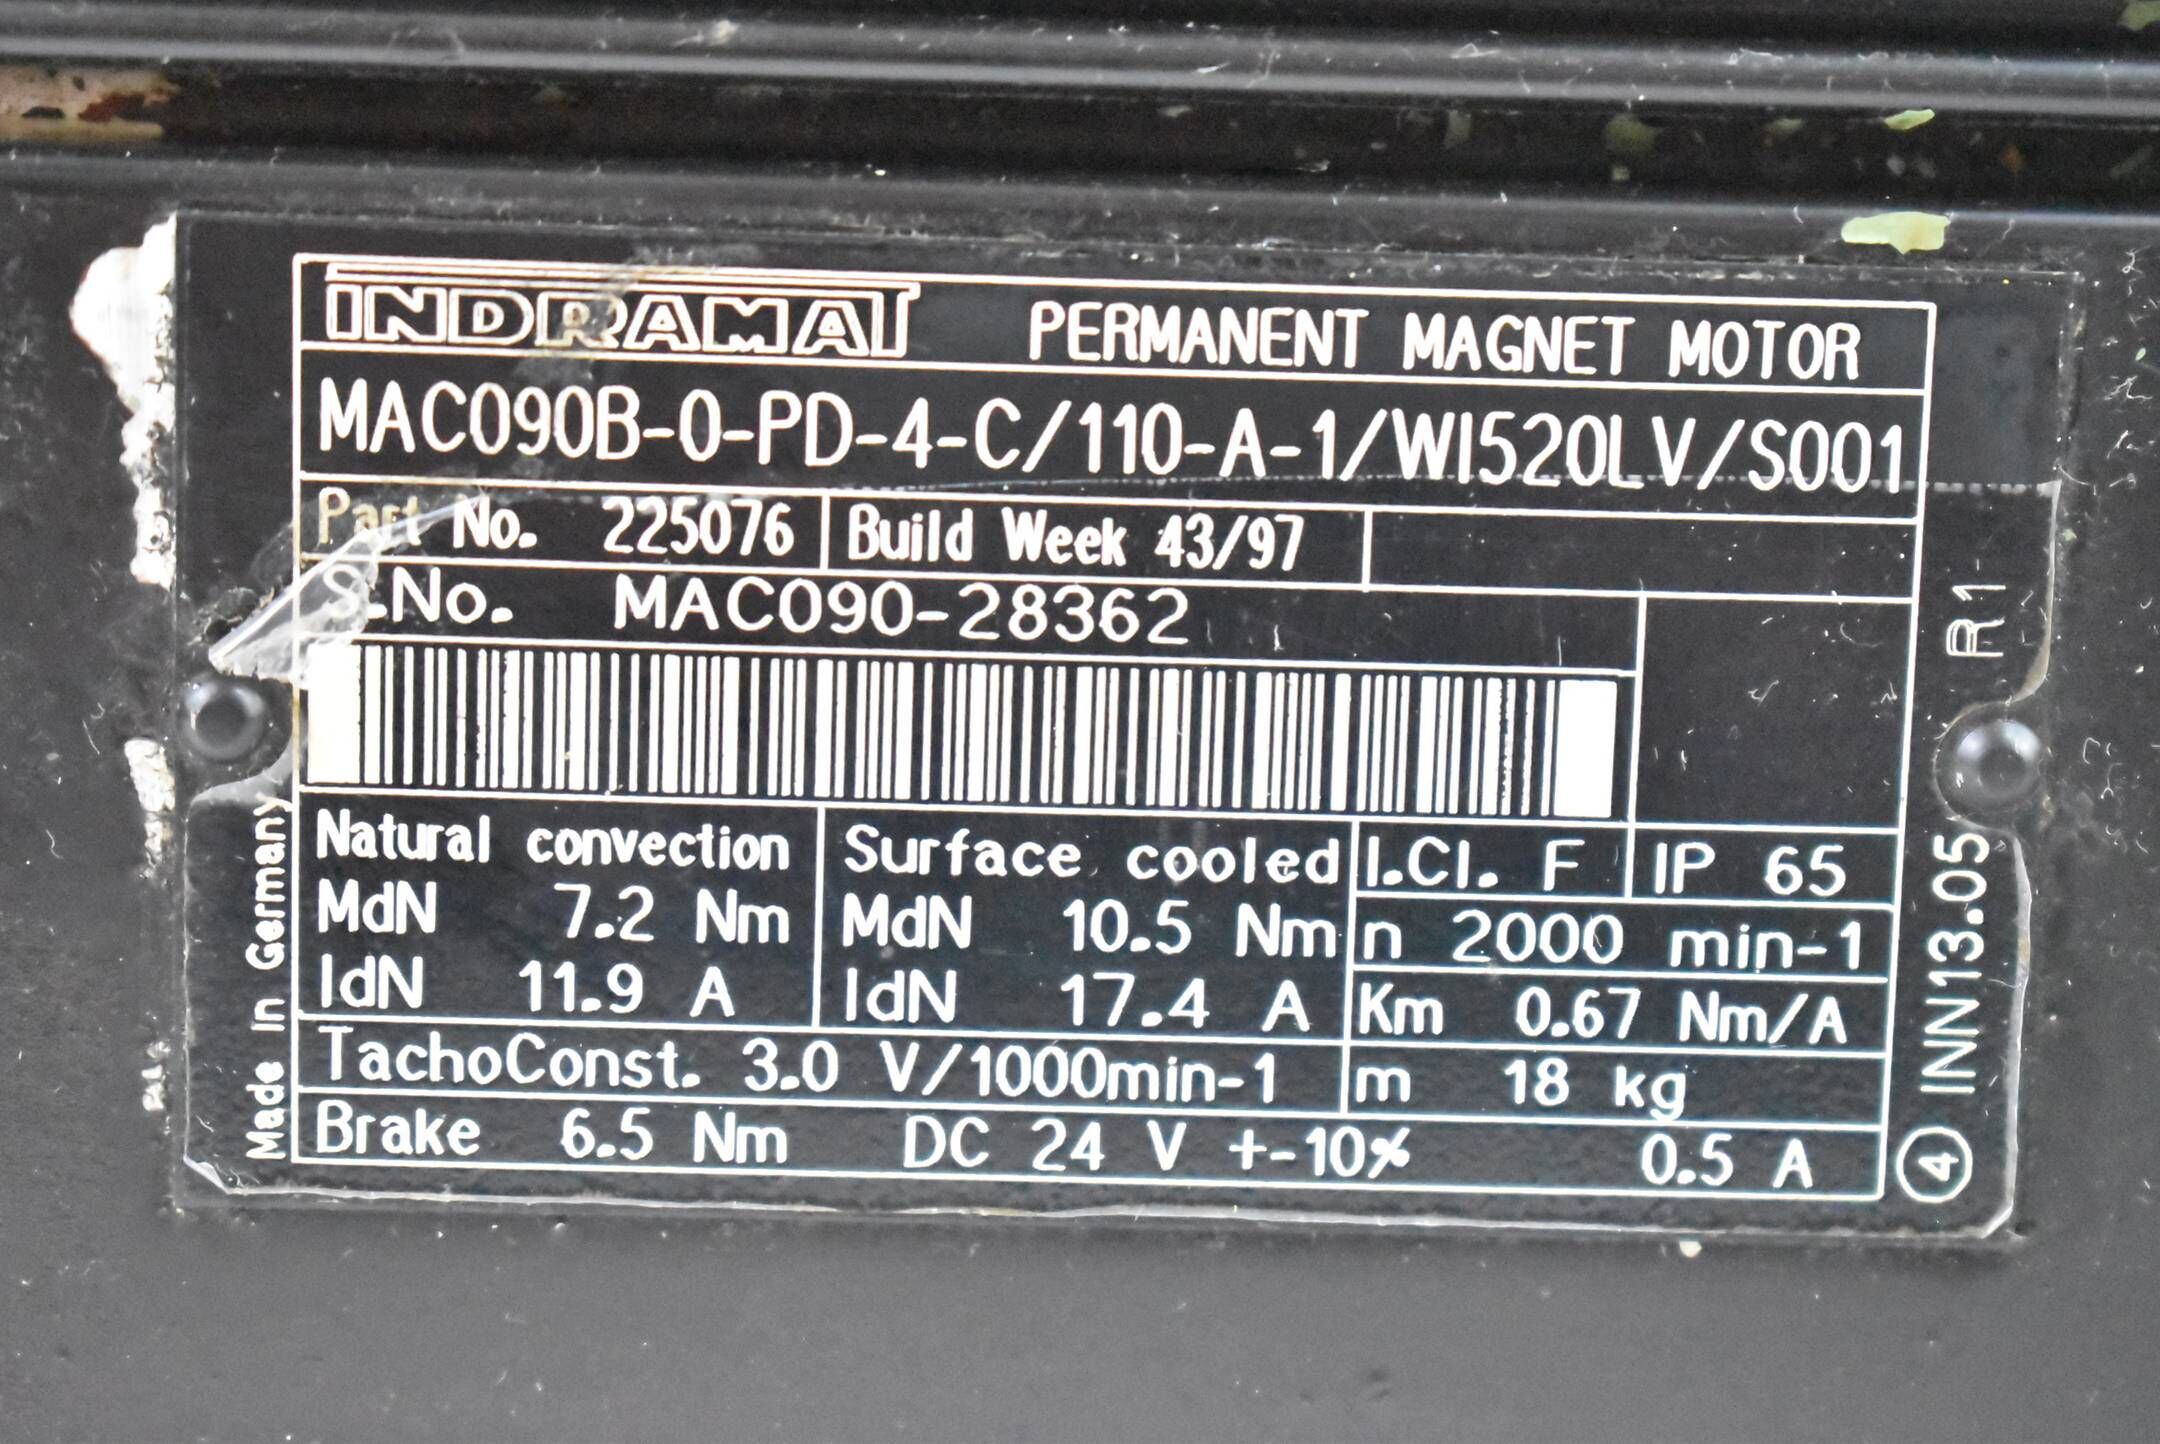 INDRAMAT PERMANENT MAGNET MOTOR
MAC090B-0-PD-4-C/110-A-1/WI520LV/S001
Part No. 225076 Build Week 43/97
S.No. MAC090-28362
Natural convection Surface cooled I.Cl. F IP 65
MdN 7.2 Nm MdN 10.5 Nm n 2000 min-1
IdN 11.9 A IdN 17.4 A Km 0.67 Nm/A
TachoConst. 3.0 V/1000min-1 m 18 kg
Brake 6.5 Nm DC 24 V +-10% 0.5 A
Made in Germany
4 INN13.05 R1